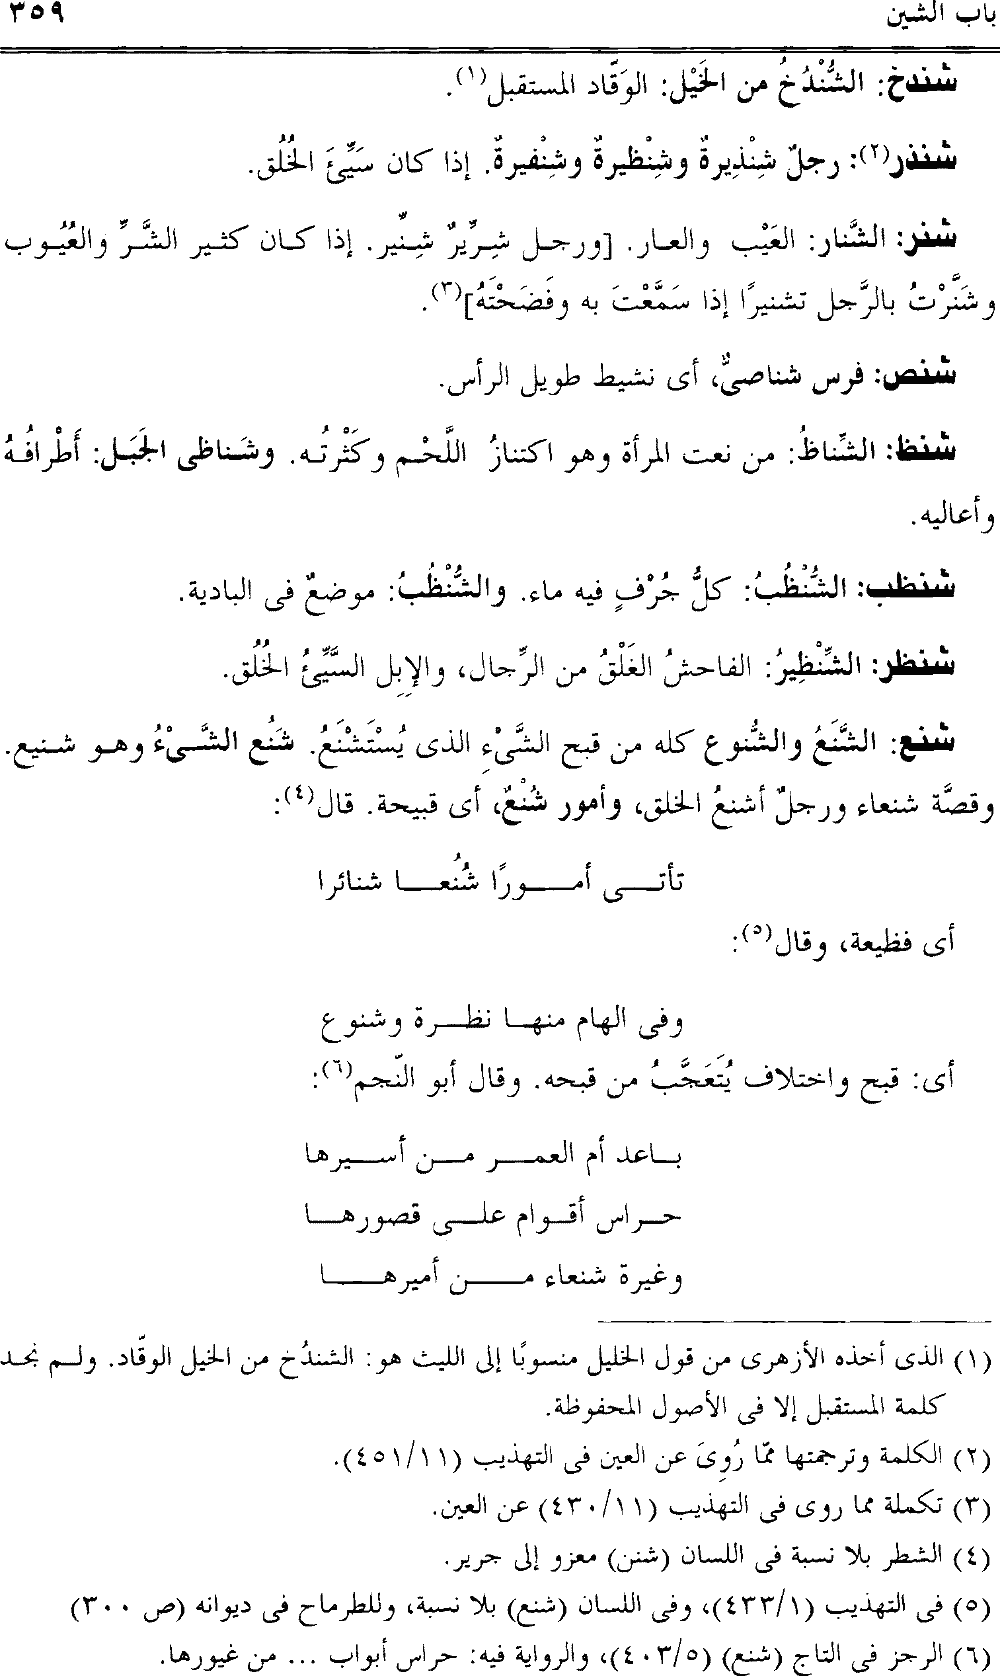 باب الشين ٣٥٩
شندخ: الشُّنْدُخُ من الخَيْل: الوَقَّاد المستقبل(١).
شنذر(٢): رجلٌ شِنْذِيرةٌ وشِنْظيرةٌ وشِنْفيرةٌ. إذا كان سَيِّئَ الخُلُق.
شنر: الشَّنار: العَيْب والعار. [ورجل شِرِّيرٌ شِنِّير. إذا كان كثير الشَّرِّ والعُيُوب
وشَنَّرْتُ بالرَّجل تشنيرًا إذا سَمَّعْتَ به وفَضَحْتَهُ](٣).
شنص: فرس شناصىٌّ، أى نشيط طويل الرأس.
شنظ: الشِّناظُ: من نعت المرأة وهو اكتنازُ اللَّحْم وكَثْرتُه. وشَناظى الجَبَل: أَطْرافُهُ
وأعاليه.
شنظب: الشُّنْظُبُ: كلُّ جُرْفٍ فيه ماء. والشُّنْظُبُ: موضعٌ فى البادية.
شنظر: الشِّنْظِيرُ: الفاحشُ الغَلْقُ من الرِّجال، والإبِل السَّيِّئُ الخُلُق.
شنع: الشَّنَعُ والشُّنوع كله من قبح الشَّىْءِ الذى يُسْتَشْنَعُ. شَنُع الشَّىْءُ وهو شنيع.
وقصَّة شنعاء ورجلٌ أشنعُ الخلق، وأمور شُنْعٌ، أى قبيحة. قال(٤):
تأتى أمورًا شُنُعا شنائرا
أى فظيعة، وقال(٥):
وفى الهام منها نظرة وشنوع
أى: قبح واختلاف يُتَعَجَّبُ من قبحه. وقال أبو النّجم(٦):
باعد أم العمر من أسيرها
حراس أقوام على قصورها
وغيرة شنعاء من أميرها
(١) الذى أخذه الأزهرى من قول الخليل منسوبًا إلى الليث هو: الشندُخ من الخيل الوقّاد. ولم نجد
كلمة المستقبل إلا فى الأصول المحفوظة.
(٢) الكلمة وترجمتها ممّا رُوِىَ عن العين فى التهذيب (٤٥١/١١).
(٣) تكملة مما روى فى التهذيب (٤٣٠/١١) عن العين.
(٤) الشطر بلا نسبة فى اللسان (شنن) معزو إلى جرير.
(٥) فى التهذيب (٤٣٣/١)، وفى اللسان (شنع) بلا نسبة، وللطرماح فى ديوانه (ص ٣٠٠)
(٦) الرجز فى التاج (شنع) (٤٠٣/٥)، والرواية فيه: حراس أبواب ... من غيورها.